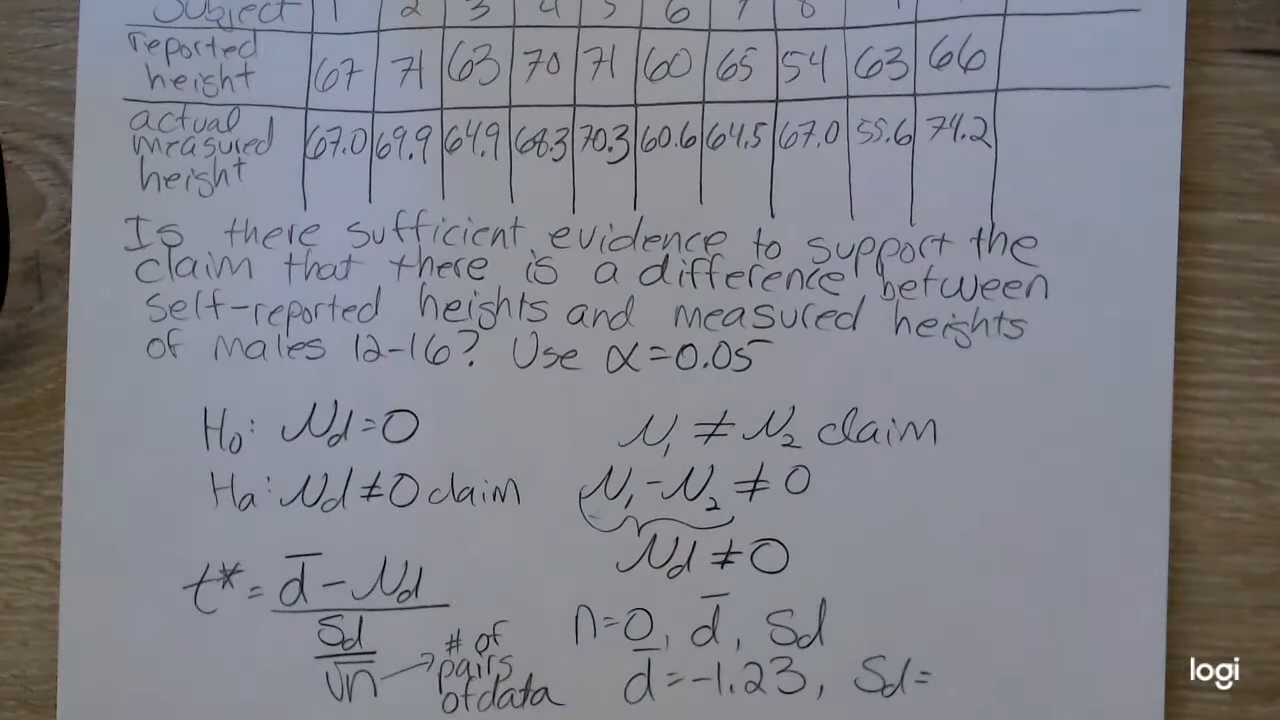 Subject 1 2 3 4 5 6 7 8
reported height 67 71 63 70 71 60 65 54 63 66
actual measured height 67.0 69.9 64.9 68.3 70.3 60.6 64.5 67.0 55.6 74.2
Is there sufficient evidence to support the
claim that there is a difference between
self-reported heights and measured heights
of males 12-16? Use α=0.05
H₀: μd=0
Ha: μd≠0 claim
μ₁ ≠ μ₂ claim
μ₁-μ₂ ≠ 0
μd ≠ 0
t* = (d̄ - μd) / (Sd/√n) → # of pairs of data
n=0, d̄, Sd
d̄ = -1.23, Sd=
logi